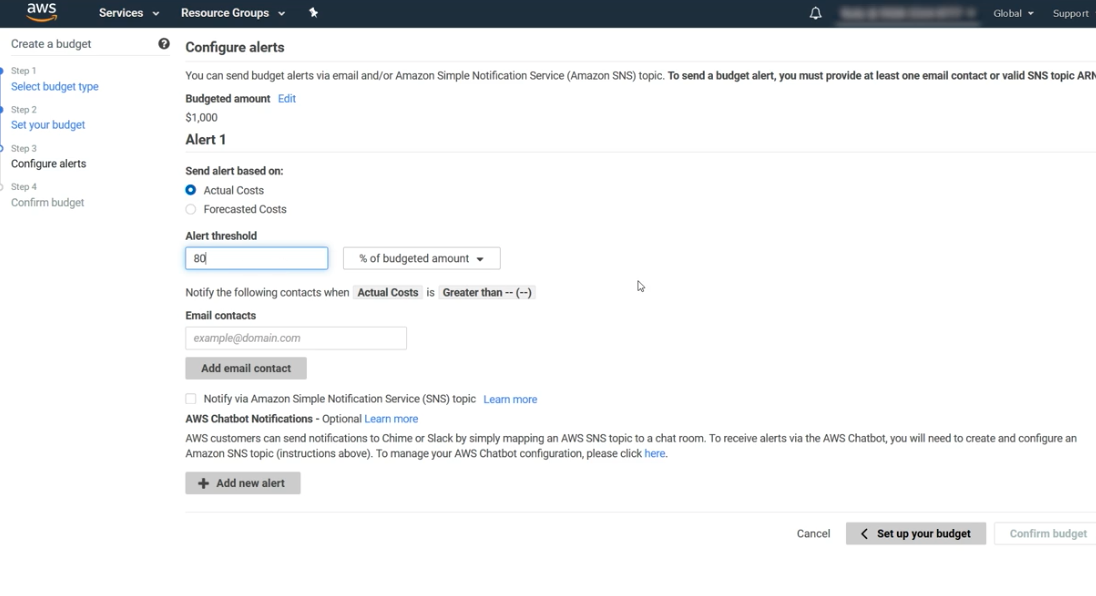 aws Services Resource Groups Global Support
Create a budget ?
Step 1
Select budget type
Step 2
Set your budget
Step 3
Configure alerts
Step 4
Confirm budget
Configure alerts
You can send budget alerts via email and/or Amazon Simple Notification Service (Amazon SNS) topic. To send a budget alert, you must provide at least one email contact or valid SNS topic ARN
Budgeted amount Edit
$1,000
Alert 1
Send alert based on:
Actual Costs
Forecasted Costs
Alert threshold
80 % of budgeted amount
Notify the following contacts when Actual Costs is Greater than -- (--)
Email contacts
example@domain.com
Add email contact
Notify via Amazon Simple Notification Service (SNS) topic Learn more
AWS Chatbot Notifications - Optional Learn more
AWS customers can send notifications to Chime or Slack by simply mapping an AWS SNS topic to a chat room. To receive alerts via the AWS Chatbot, you will need to create and configure an
Amazon SNS topic (instructions above). To manage your AWS Chatbot configuration, please click here.
+ Add new alert
Cancel Set up your budget Confirm budget